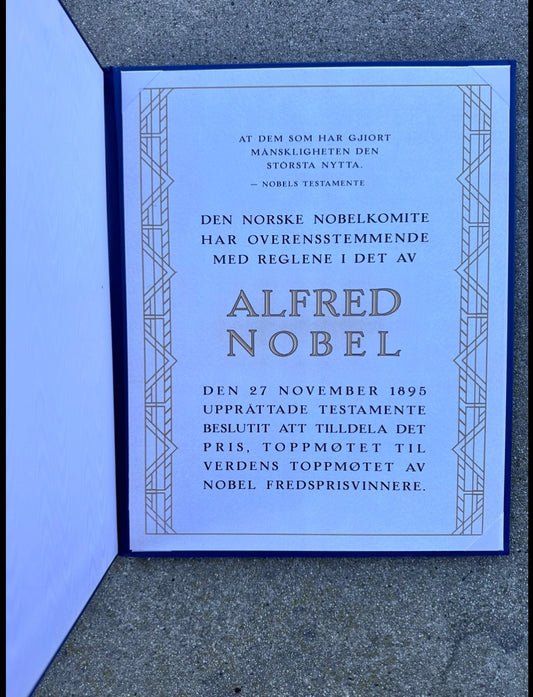 AT DEM SOM HAR GJIORT
MÄNSKLIGHETEN DEN
STÖRSTA NYTTA.
— NOBELS TESTAMENTE
DEN NORSKE NOBELKOMITE
HAR OVERENSSTEMMENDE
MED REGLENE I DET AV
ALFRED
NOBEL
DEN 27 NOVEMBER 1895
UPPRÄTTADE TESTAMENTE
BESLUTIT ATT TILLDELA DET
PRIS, TOPPMØTET TIL
VERDENS TOPPMØTET AV
NOBEL FREDSPRISVINNERE.